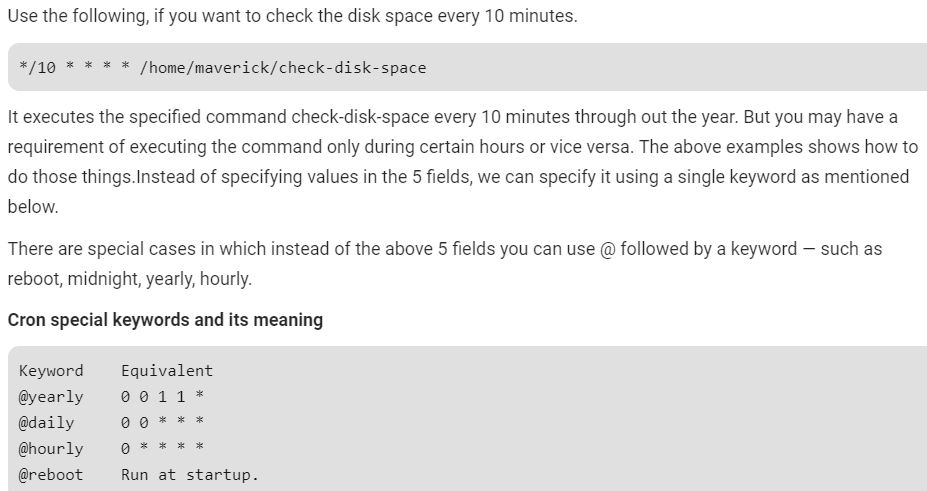 Use the following, if you want to check the disk space every 10 minutes.
*/10 * * * * /home/maverick/check-disk-space
It executes the specified command check-disk-space every 10 minutes through out the year. But you may have a
requirement of executing the command only during certain hours or vice versa. The above examples shows how to
do those things.Instead of specifying values in the 5 fields, we can specify it using a single keyword as mentioned
below.
There are special cases in which instead of the above 5 fields you can use @ followed by a keyword — such as
reboot, midnight, yearly, hourly.
Cron special keywords and its meaning
Keyword    Equivalent
@yearly    0 0 1 1 *
@daily     0 0 * * *
@hourly    0 * * * *
@reboot    Run at startup.